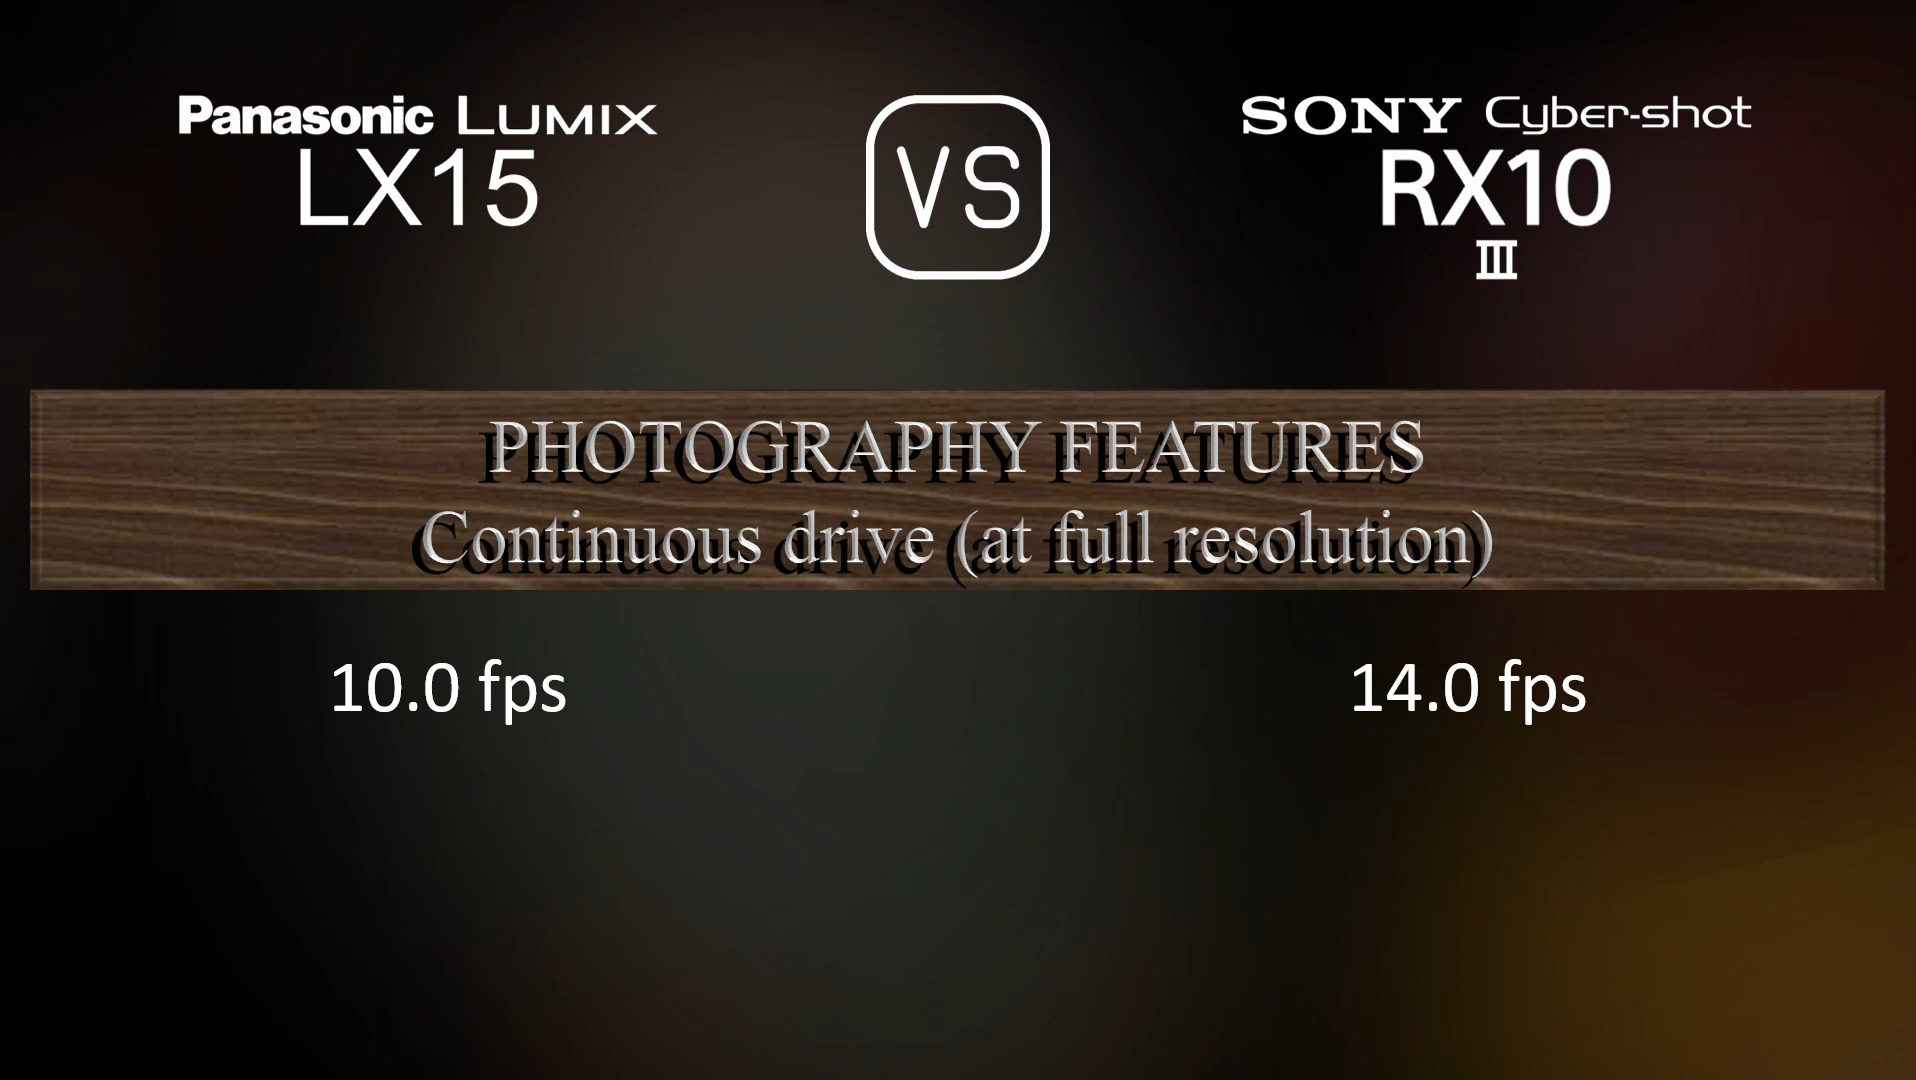 Panasonic LUMIX
LX15
VS
SONY Cyber-shot
RX10
III
PHOTOGRAPHY FEATURES
Continuous drive (at full resolution)
10.0 fps
14.0 fps